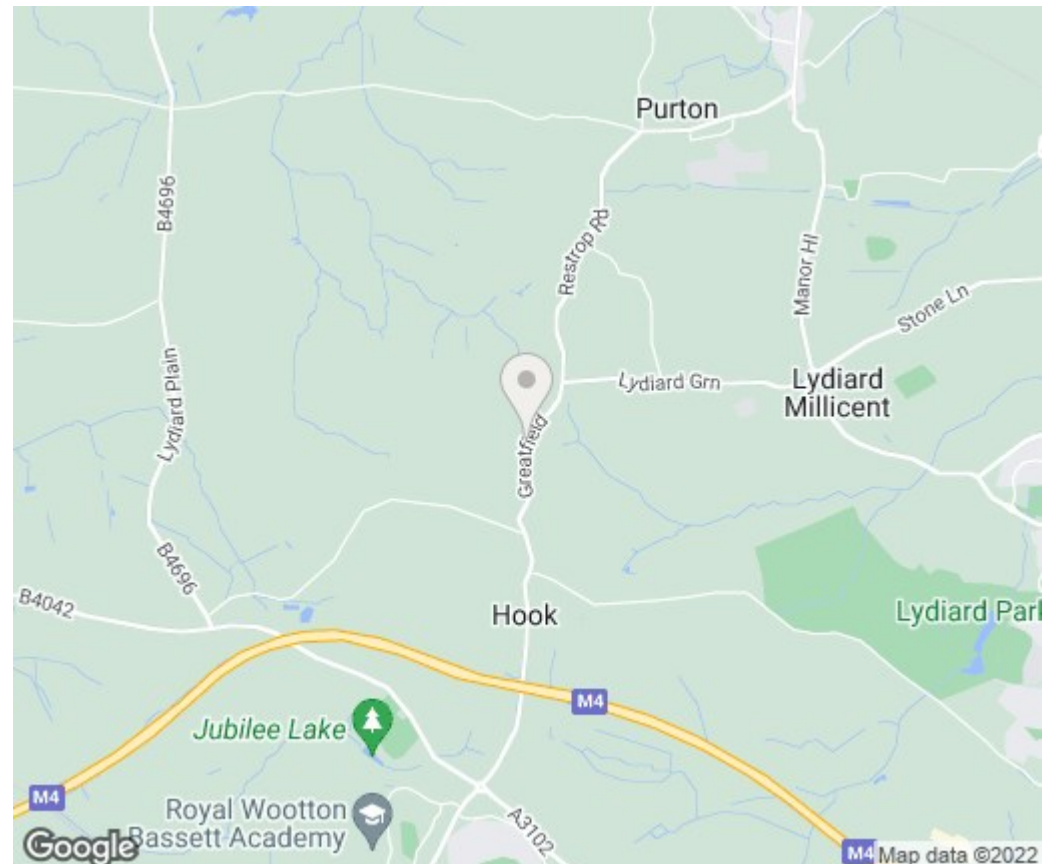 Purton
B4696
Restrop Rd
Manor Hl
Stone Ln
Lydiard Plain
Lydiard Grn
Lydiard
Millicent
Greatfield
B4696
B4042
Hook
Lydiard Park
M4
Jubilee Lake
M4
Royal Wootton
Bassett Academy
A3102
M4
Google
Map data ©2022